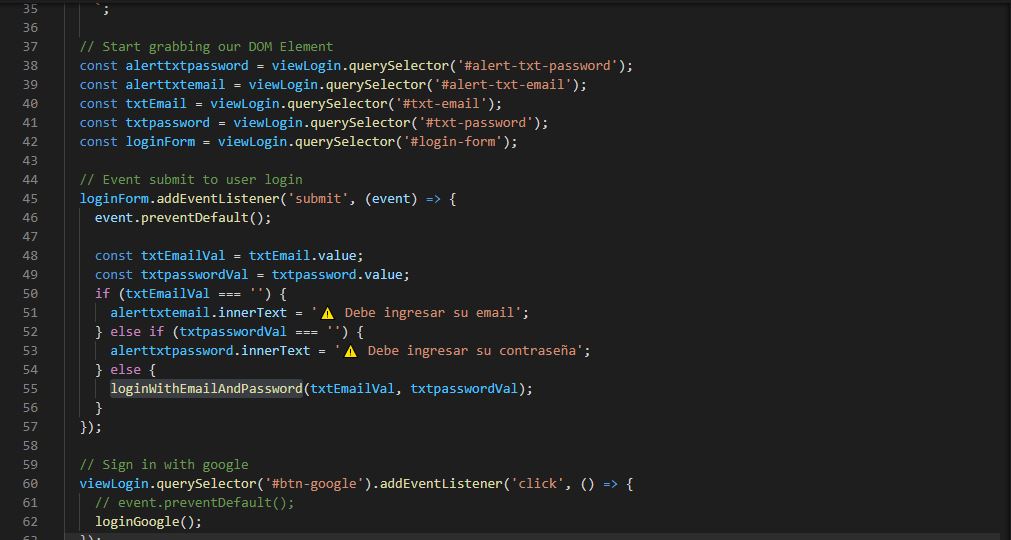 35 `;
36
37 // Start grabbing our DOM Element
38 const alerttxtpassword = viewLogin.querySelector('#alert-txt-password');
39 const alerttxtemail = viewLogin.querySelector('#alert-txt-email');
40 const txtEmail = viewLogin.querySelector('#txt-email');
41 const txtpassword = viewLogin.querySelector('#txt-password');
42 const loginForm = viewLogin.querySelector('#login-form');
43
44 // Event submit to user login
45 loginForm.addEventListener('submit', (event) => {
46 event.preventDefault();
47
48 const txtEmailVal = txtEmail.value;
49 const txtpasswordVal = txtpassword.value;
50 if (txtEmailVal === '') {
51 alerttxtemail.innerText = '⚠️ Debe ingresar su email';
52 } else if (txtpasswordVal === '') {
53 alerttxtpassword.innerText = '⚠️ Debe ingresar su contraseña';
54 } else {
55 loginWithEmailAndPassword(txtEmailVal, txtpasswordVal);
56 }
57 });
58
59 // Sign in with google
60 viewLogin.querySelector('#btn-google').addEventListener('click', () => {
61 // event.preventDefault();
62 loginGoogle();
63 });